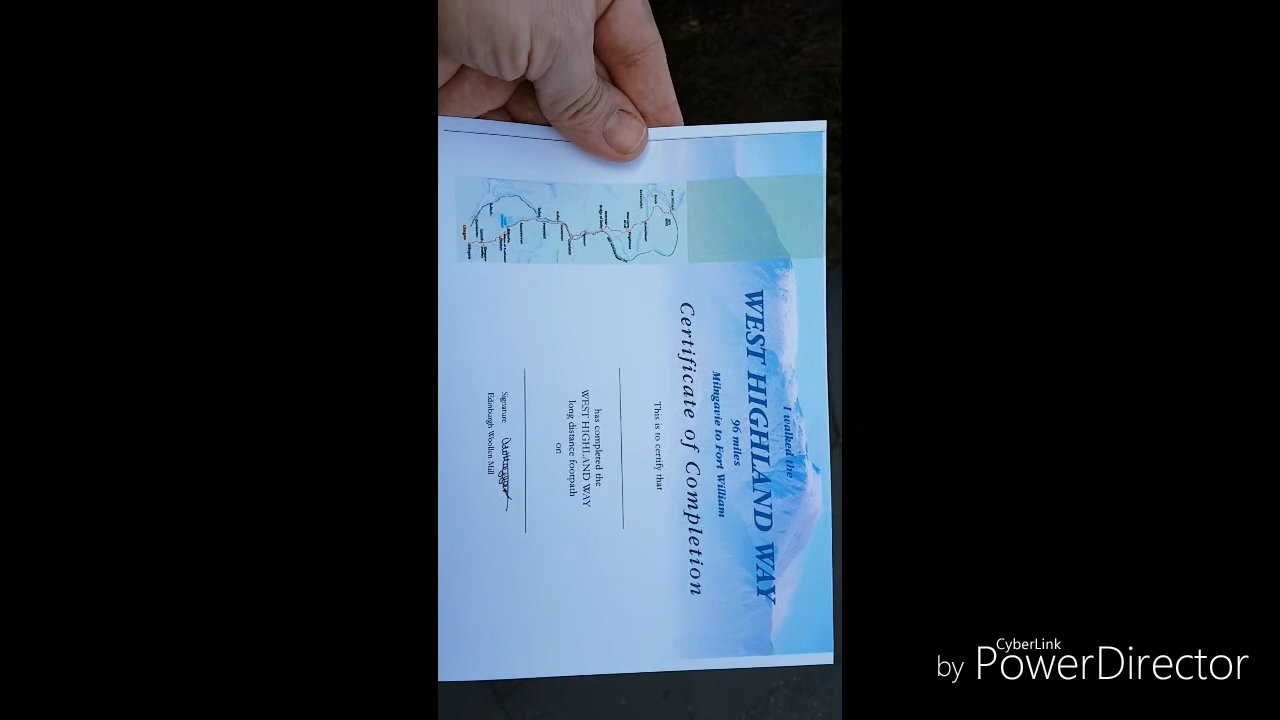 I walked the
WEST HIGHLAND WAY
96 miles
Milngavie to Fort William
Certificate of Completion
This is to certify that
has completed the
WEST HIGHLAND WAY
long distance footpath
on
Signature
Edinburgh Woollen Mill
CyberLink
by PowerDirector